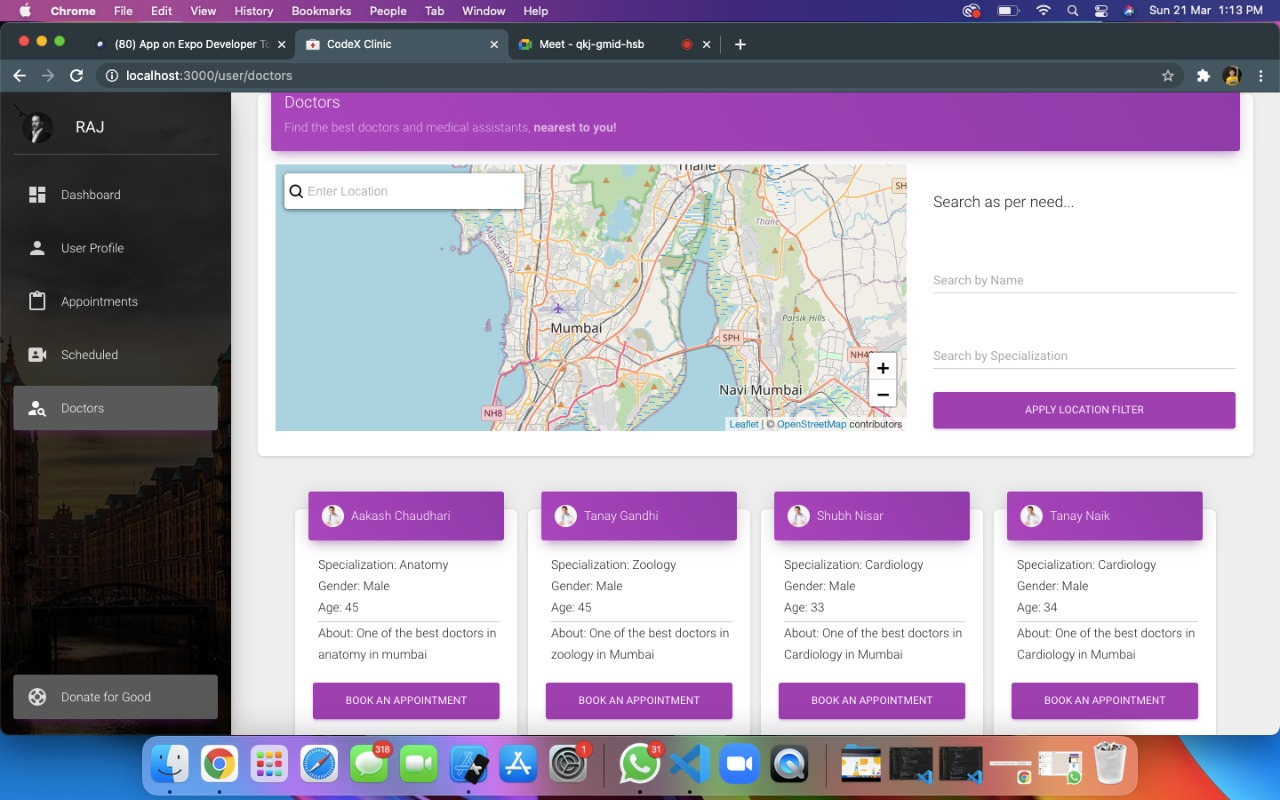 Chrome File Edit View History Bookmarks People Tab Window Help Sun 21 Mar 1:13 PM
(80) App on Expo Developer To CodeX Clinic Meet - qkj-gmid-hsb
localhost:3000/user/doctors
RAJ
Dashboard
User Profile
Appointments
Scheduled
Doctors
Donate for Good
Doctors
Find the best doctors and medical assistants, nearest to you!
Enter Location
Thane
SH
Thane
Maharashtra
Mumbai
Parsik Hills
SPH
NH48
Navi Mumbai
NH8
+
−
Leaflet | © OpenStreetMap contributors
Search as per need...
Search by Name
Search by Specialization
APPLY LOCATION FILTER
Aakash Chaudhari
Specialization: Anatomy
Gender: Male
Age: 45
About: One of the best doctors in
anatomy in mumbai
BOOK AN APPOINTMENT
Tanay Gandhi
Specialization: Zoology
Gender: Male
Age: 45
About: One of the best doctors in
zoology in Mumbai
BOOK AN APPOINTMENT
Shubh Nisar
Specialization: Cardiology
Gender: Male
Age: 33
About: One of the best doctors in
Cardiology in Mumbai
BOOK AN APPOINTMENT
Tanay Naik
Specialization: Cardiology
Gender: Male
Age: 34
About: One of the best doctors in
Cardiology in Mumbai
BOOK AN APPOINTMENT
318
1
31